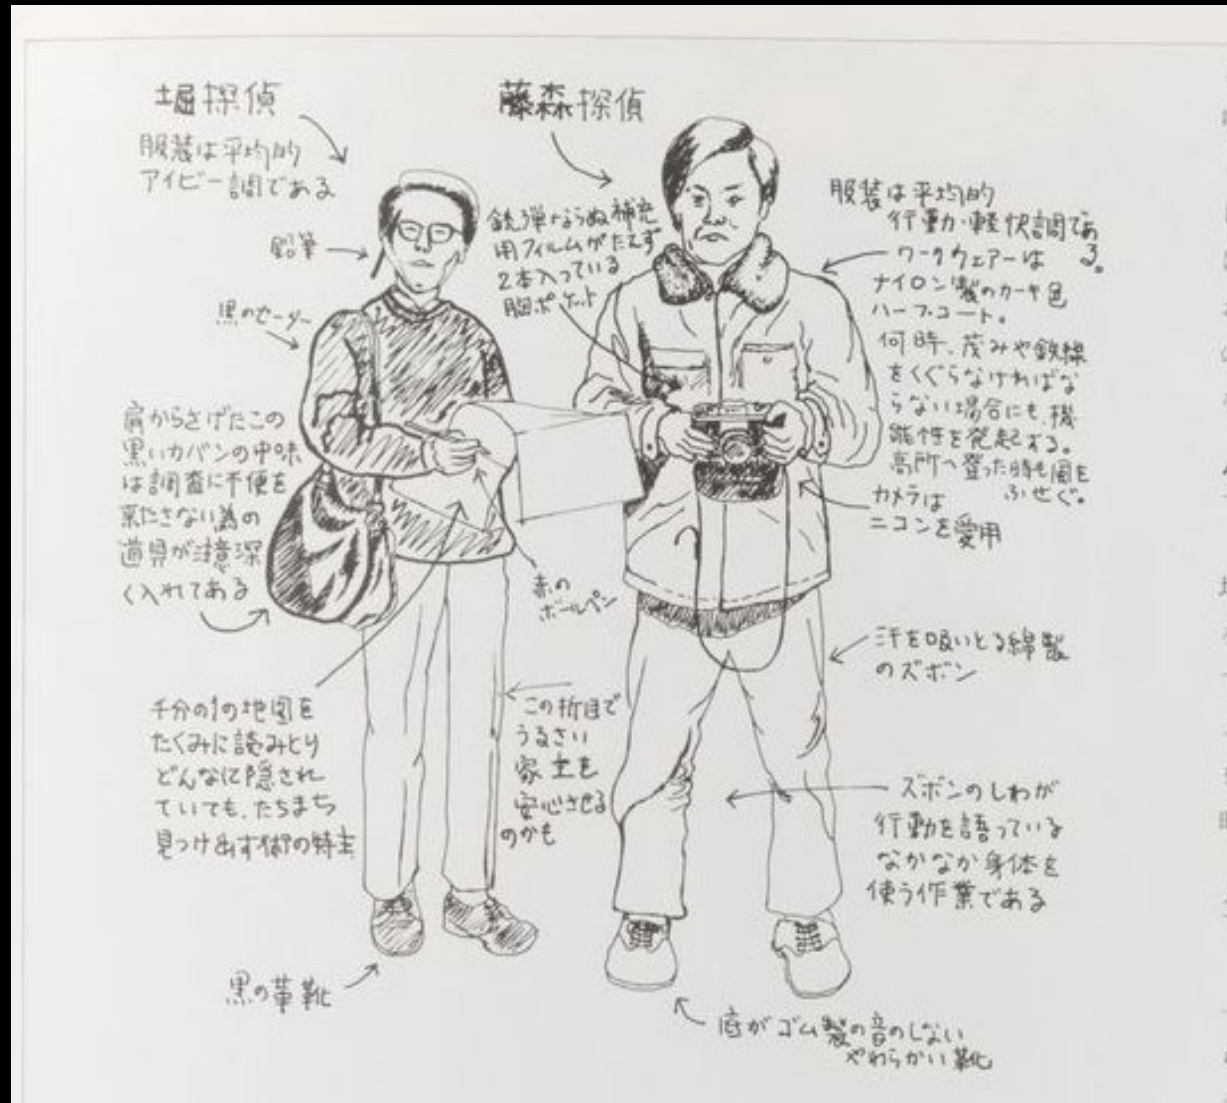 堀探偵
服装は平均的
アイビー調である
鉛筆
黒のセーター
肩からさげたこの
黒いカバンの中味
は調査に不便を
来たさない為の
道具が注意深
く入れてある
千分の1の地図を
たくみに読みとり
どんなに隠され
ていても、たちまち
見つけ出す術の特主
黒の革靴
赤の
ボールペン
この折目で
うるさい
家主を
安心させる
のかも
藤森探偵
銃弾ならぬ補充
用フィルムがたえず
2本入っている
胸ポケット
服装は平均的
行動・軽快調であ
る。
ワークウェアーは
ナイロン製のカーキ色
ハーフ・コート。
何時、茂みや鉄線
をくぐらなければな
らない場合にも、機
能性を発起する。
高所へ登った時も風を
ふせぐ。
カメラは
ニコンを愛用
汗を吸いとる綿製
のズボン
ズボンのしわが
行動を語っている
なかなか身体を
使う作業である
底がゴム製の音のしない
やわらかい靴